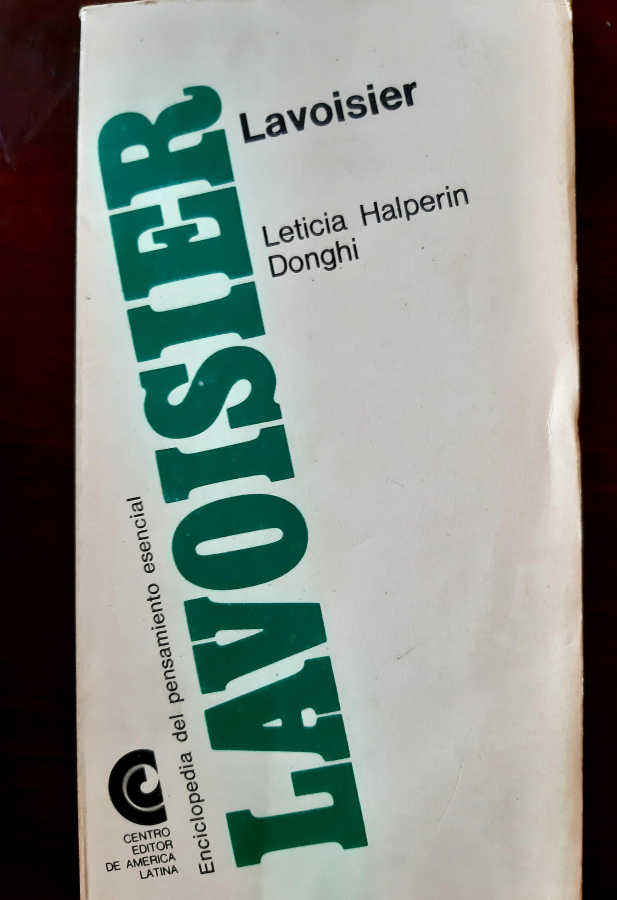 Lavoisier
Leticia Halperin
Donghi
LAVOISIER
Enciclopedia del pensamiento esencial
CENTRO
EDITOR
DE AMERICA
LATINA